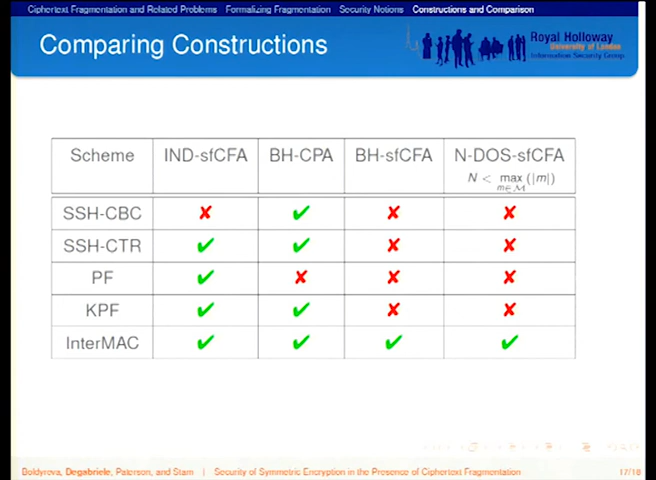 Ciphertext Fragmentation and Related Problems Formalizing Fragmentation Security Notions Constructions and Comparison
Comparing Constructions
Royal Holloway
University of London
Information Security Group
Scheme IND-sfCFA BH-CPA BH-sfCFA N-DOS-sfCFA
N < max (|m|)
m∈M
SSH-CBC ✗ ✓ ✗ ✗
SSH-CTR ✓ ✓ ✗ ✗
PF ✓ ✗ ✗ ✗
KPF ✓ ✓ ✗ ✗
InterMAC ✓ ✓ ✓ ✓
Boldyreva, Degabriele, Paterson, and Stam | Security of Symmetric Encryption in the Presence of Ciphertext Fragmentation 17/18